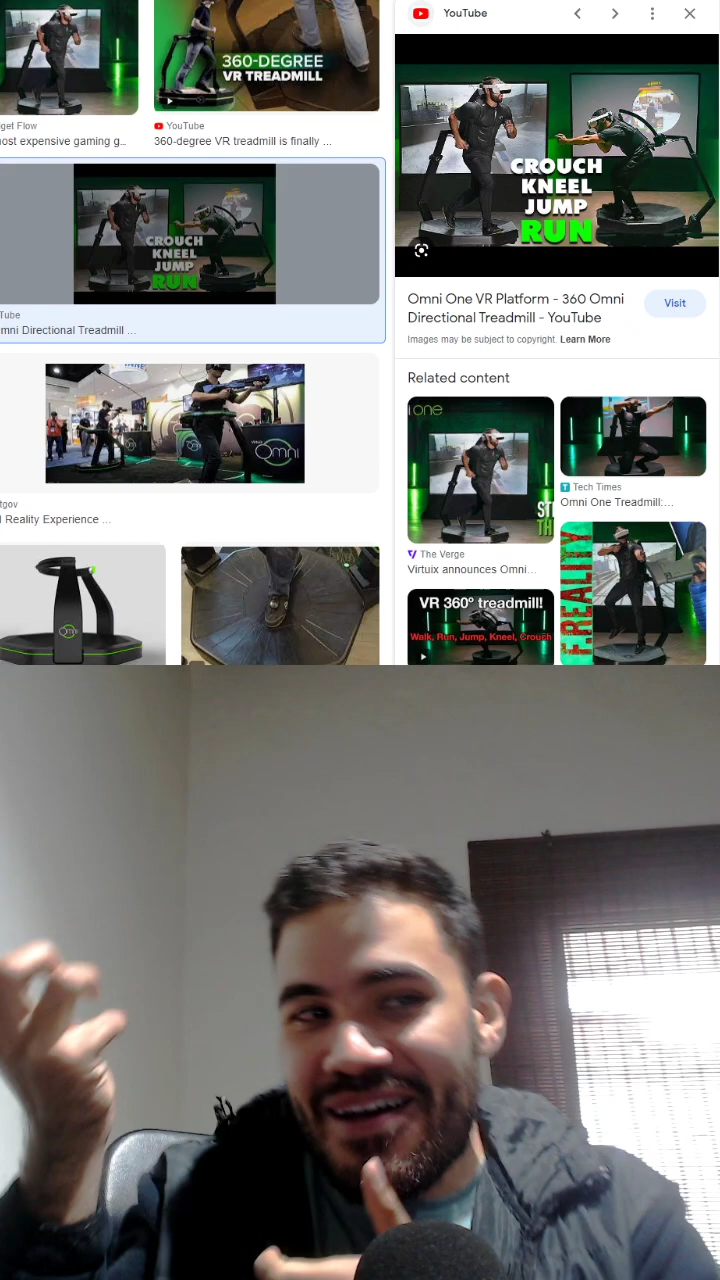 360-DEGREE
VR TREADMILL
get Flow
YouTube
ost expensive gaming g...
360-degree VR treadmill is finally ...
CROUCH
KNEEL
JUMP
RUN
Tube
mni Directional Treadmill ...
Omni
tgov
l Reality Experience ...
Omni
YouTube
CROUCH
KNEEL
JUMP
RUN
Omni One VR Platform - 360 Omni
Directional Treadmill - YouTube
Visit
Images may be subject to copyright. Learn More
Related content
one
The Verge
Virtuix announces Omni...
Tech Times
Omni One Treadmill:...
VR 360° treadmill!
Walk, Run, Jump, Kneel, Crouch
REALITY